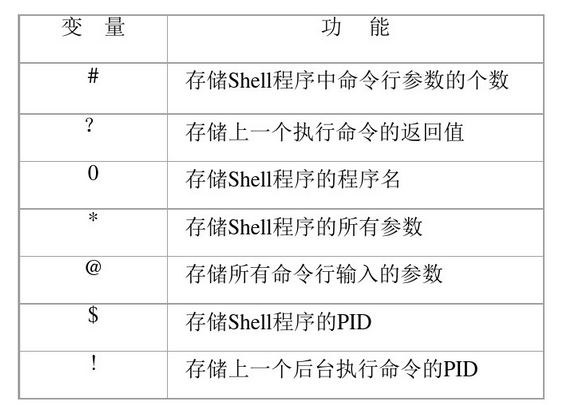 变 量 功 能
# 存储Shell程序中命令行参数的个数
? 存储上一个执行命令的返回值
0 存储Shell程序的程序名
* 存储Shell程序的所有参数
@ 存储所有命令行输入的参数
$ 存储Shell程序的PID
! 存储上一个后台执行命令的PID